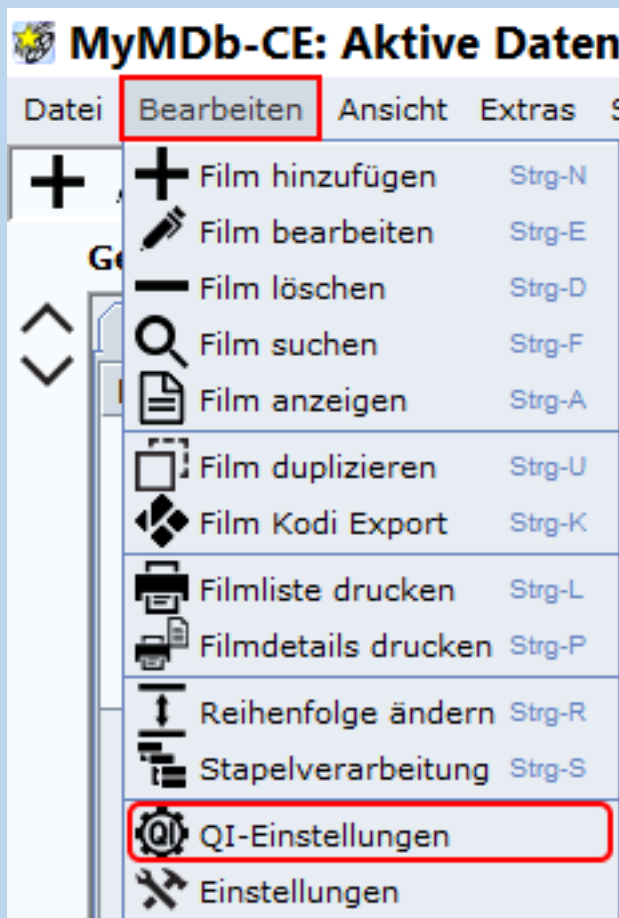 MyMDb-CE: Aktive Daten
Datei Bearbeiten Ansicht Extras
Film hinzufügen Strg-N
Film bearbeiten Strg-E
Film löschen Strg-D
Film suchen Strg-F
Film anzeigen Strg-A
Film duplizieren Strg-U
Film Kodi Export Strg-K
Filmliste drucken Strg-L
Filmdetails drucken Strg-P
Reihenfolge ändern Strg-R
Stapelverarbeitung Strg-S
QI QI-Einstellungen
Einstellungen